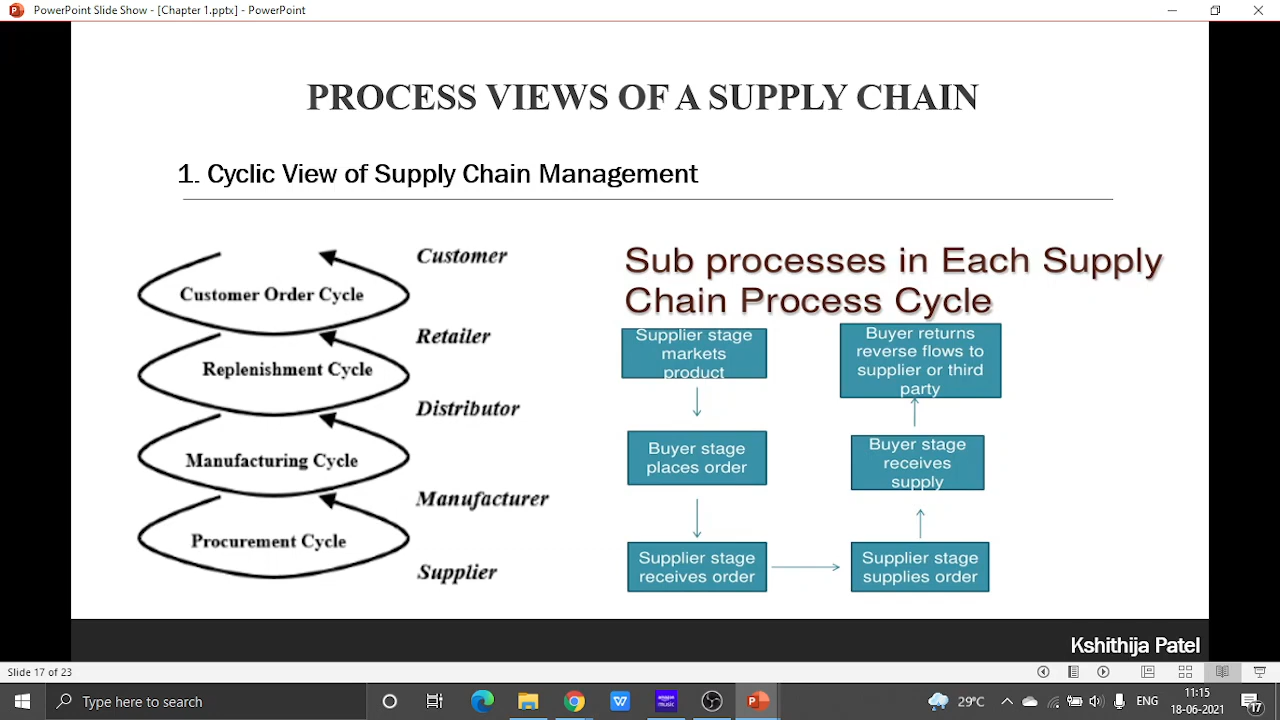 PowerPoint Slide Show - [Chapter 1.pptx] - PowerPoint
PROCESS VIEWS OF A SUPPLY CHAIN
1. Cyclic View of Supply Chain Management
Customer Order Cycle
Replenishment Cycle
Manufacturing Cycle
Procurement Cycle
Customer
Retailer
Distributor
Manufacturer
Supplier
Sub processes in Each Supply
Chain Process Cycle
Supplier stage
markets
product
Buyer stage
places order
Supplier stage
receives order
Supplier stage
supplies order
Buyer stage
receives
supply
Buyer returns
reverse flows to
supplier or third
party
Kshithija Patel
Slide 17 of 23
Type here to search
amazon
music
29°C
ENG
11:15
18-06-2021
17